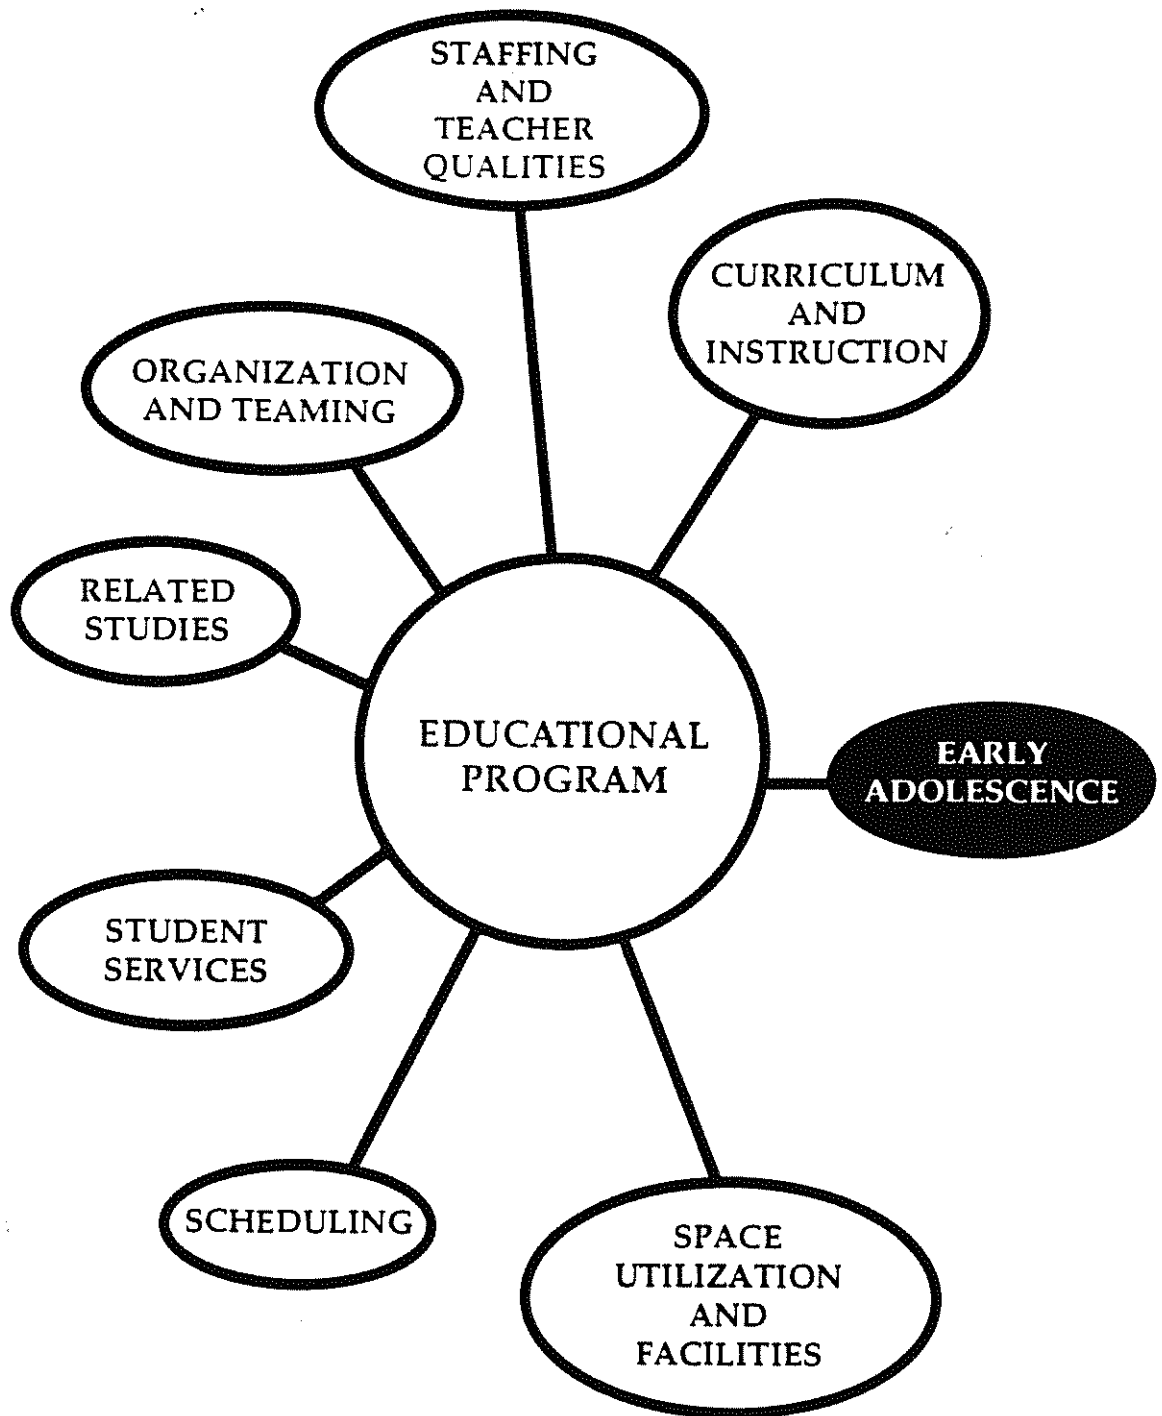 STAFFING
AND
TEACHER
QUALITIES
CURRICULUM
AND
INSTRUCTION
ORGANIZATION
AND TEAMING
RELATED
STUDIES
EDUCATIONAL
PROGRAM
EARLY
ADOLESCENCE
STUDENT
SERVICES
SCHEDULING
SPACE
UTILIZATION
AND
FACILITIES